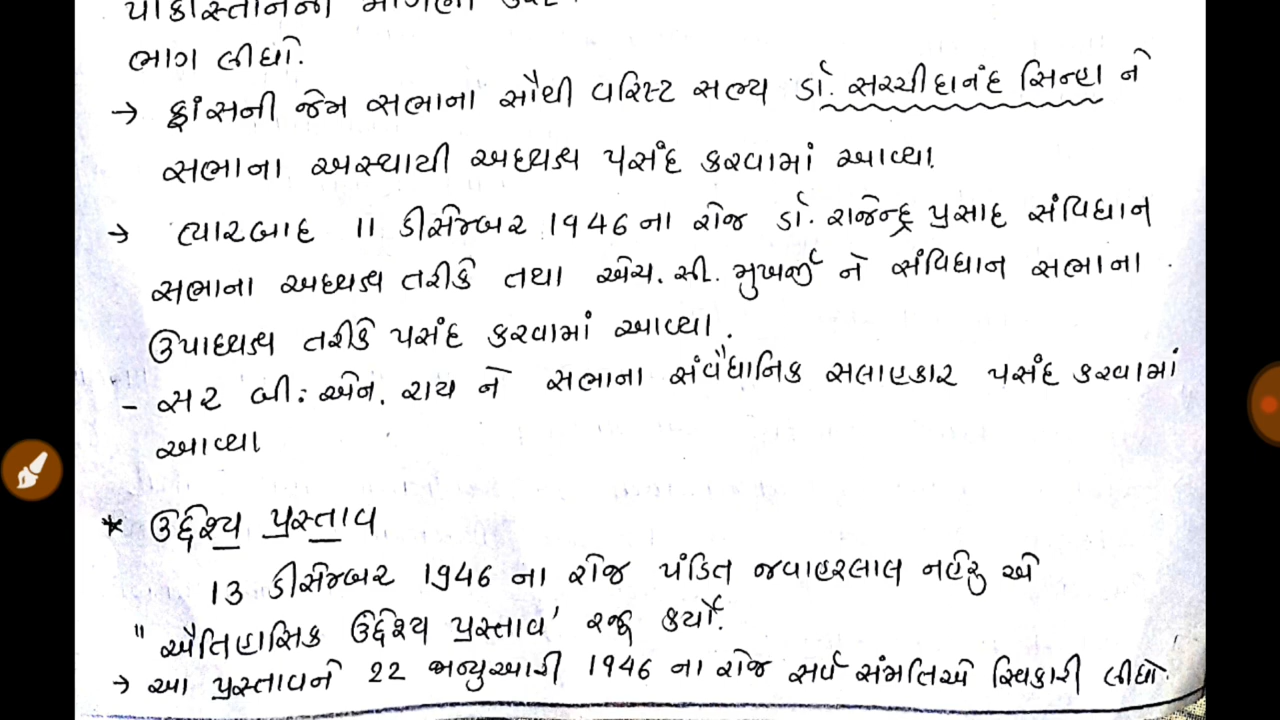 પાકીસ્તાનની માગણી
ભાગ લીધો.
→ ફ્રાંસની જેમ સભાના સૌથી વરિસ્ટ સભ્ય ડૉ. સચ્ચીદાનંદ સિન્હા ને
સભાના અસ્થાયી અધ્યક્ષ પસંદ કરવામાં આવ્યા.
→ ત્યારબાદ 11 ડીસેમ્બર 1946 ના રોજ ડૉ. રાજેન્દ્ર પ્રસાદ સંવિધાન
સભાના અધ્યક્ષ તરીકે તથા એચ. સી. મુખર્જી ને સંવિધાન સભાના
ઉપાધ્યક્ષ તરીકે પસંદ કરવામાં આવ્યા.
- સર બી. એન. રાય ને સભાના સંવૈધાનિક સલાહકાર પસંદ કરવામાં
આવ્યા
* ઉદ્દેશ્ય પ્રસ્તાવ
13 ડીસેમ્બર 1946 ના રોજ પંડિત જવાહરલાલ નહેરુ એ
" ઐતિહાસિક ઉદ્દેશ્ય પ્રસ્તાવ' રજૂ કર્યો.
→ આ પ્રસ્તાવને 22 જાન્યુઆરી 1946 ના રોજ સર્વ સંમતિએ સ્વિકારી લીધો.